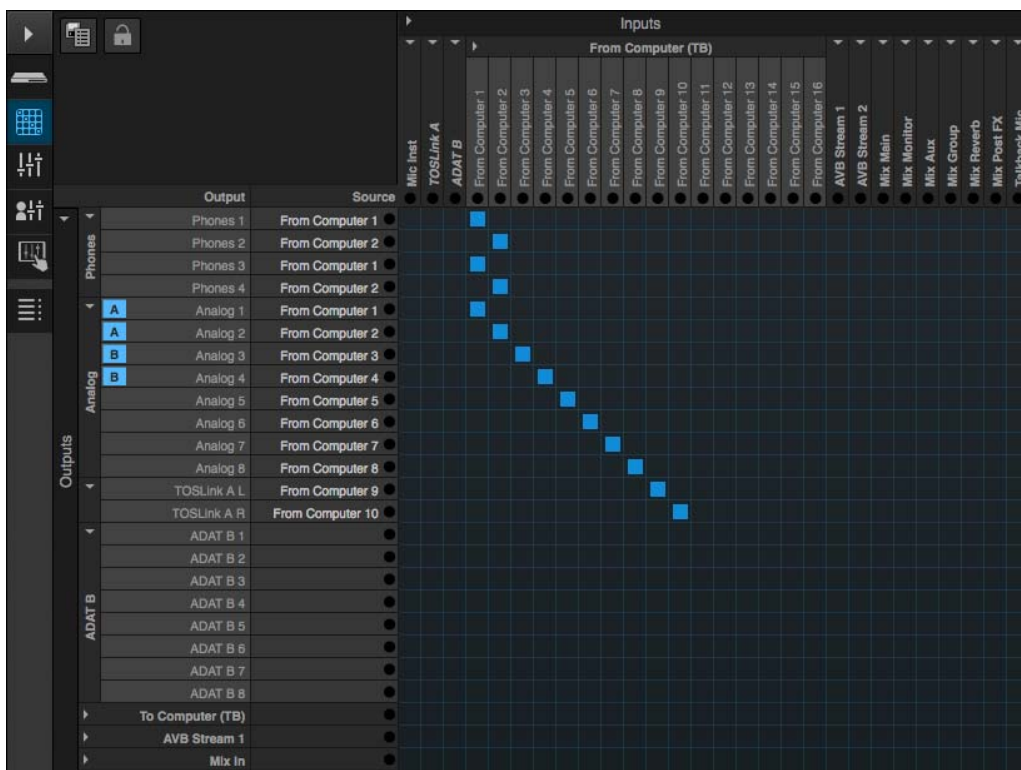 Inputs
From Computer (TB)
Mic Inst
TOSLink A
ADAT B
From Computer 1
From Computer 2
From Computer 3
From Computer 4
From Computer 5
From Computer 6
From Computer 7
From Computer 8
From Computer 9
From Computer 10
From Computer 11
From Computer 12
From Computer 13
From Computer 14
From Computer 15
From Computer 16
AVB Stream 1
AVB Stream 2
Mix Main
Mix Monitor
Mix Aux
Mix Group
Mix Reverb
Mix Post FX
Talkback Mic
Output Source
Outputs
Phones
Phones 1 From Computer 1
Phones 2 From Computer 2
Phones 3 From Computer 1
Phones 4 From Computer 2
Analog
A Analog 1 From Computer 1
A Analog 2 From Computer 2
B Analog 3 From Computer 3
B Analog 4 From Computer 4
Analog 5 From Computer 5
Analog 6 From Computer 6
Analog 7 From Computer 7
Analog 8 From Computer 8
TOSLink A L From Computer 9
TOSLink A R From Computer 10
ADAT B
ADAT B 1
ADAT B 2
ADAT B 3
ADAT B 4
ADAT B 5
ADAT B 6
ADAT B 7
ADAT B 8
To Computer (TB)
AVB Stream 1
Mix In